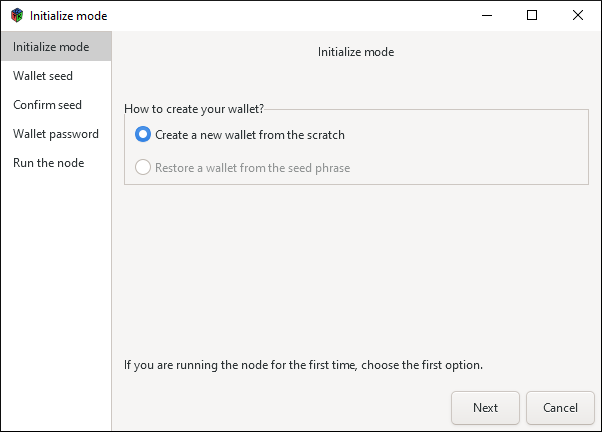 Initialize mode
Initialize mode
Wallet seed
Confirm seed
Wallet password
Run the node
Initialize mode
How to create your wallet?
Create a new wallet from the scratch
Restore a wallet from the seed phrase
If you are running the node for the first time, choose the first option.
Next
Cancel